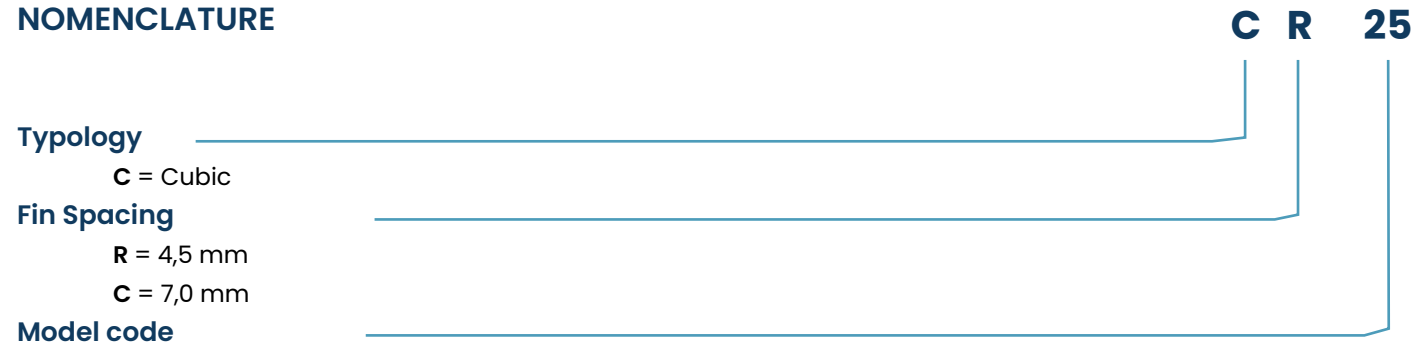 NOMENCLATURE
C R 25
Typology
C = Cubic
Fin Spacing
R = 4,5 mm
C = 7,0 mm
Model code